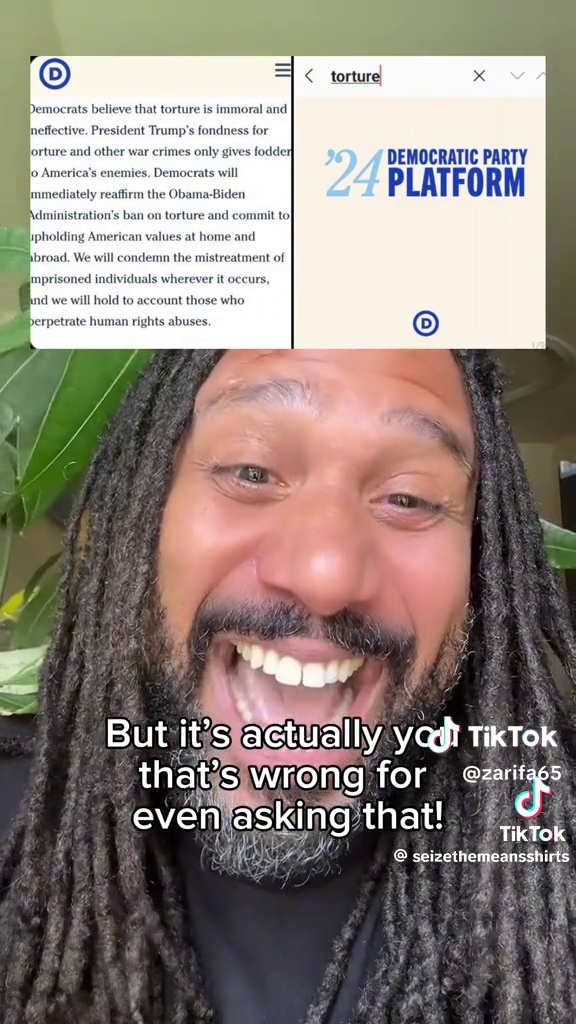 D
Democrats believe that torture is immoral and
neffective. President Trump's fondness for
orture and other war crimes only gives fodder
o America's enemies. Democrats will
mmediately reaffirm the Obama-Biden
Administration's ban on torture and commit to
upholding American values at home and
abroad. We will condemn the mistreatment of
mprisoned individuals wherever it occurs,
and we will hold to account those who
perpetrate human rights abuses.
torture
'24 DEMOCRATIC PARTY
PLATFORM
D
But it's actually you
that's wrong for
even asking that!
TikTok
@zarifa65
TikTok
@ seizethemeansshirts